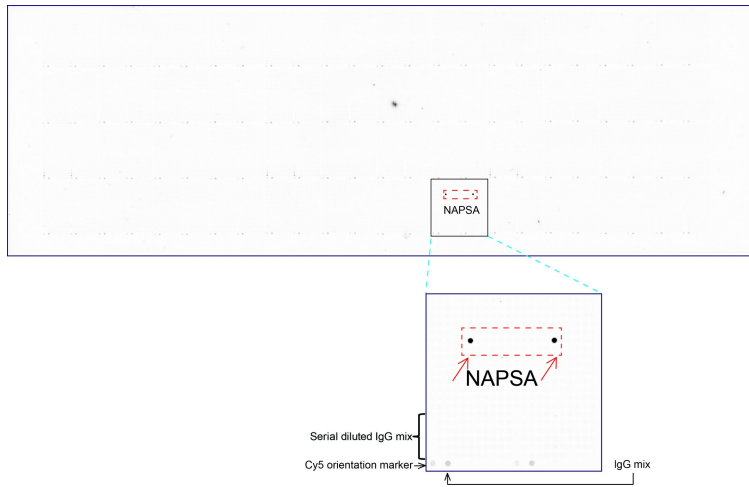 NAPSA
NAPSA
Serial diluted IgG mix
Cy5 orientation marker
IgG mix